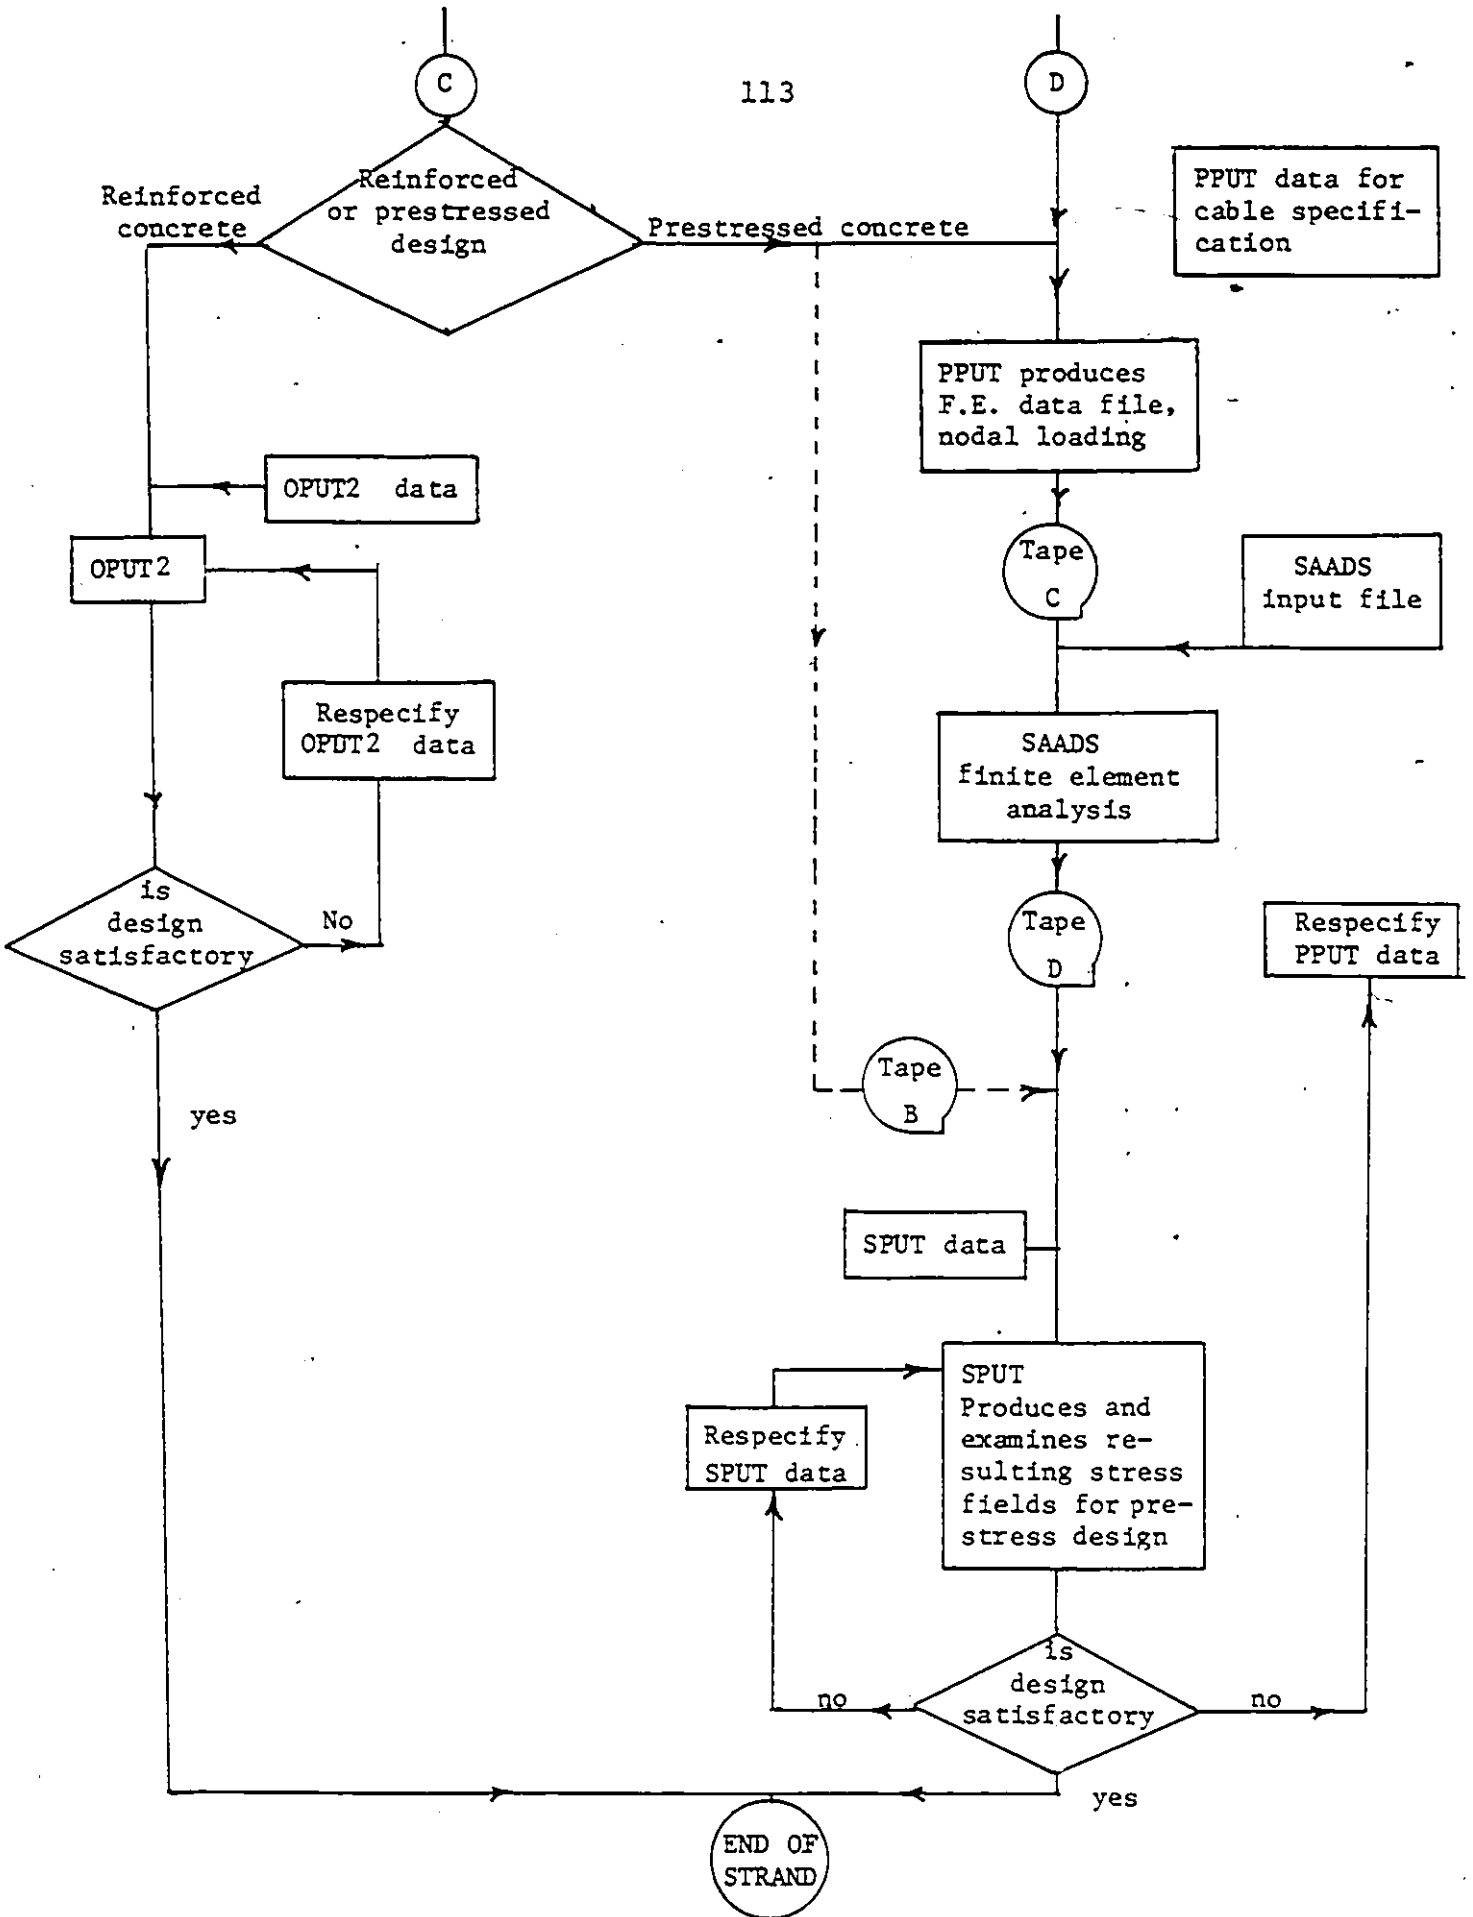 113
C
D
Reinforced
or prestressed
design
Reinforced
concrete
Prestressed concrete
PPUT data for
cable specifi-
cation
PPUT produces
F.E. data file,
nodal loading
OPUT2 data
OPUT2
Tape
C
SAADS
input file
Respecify
OPUT2 data
SAADS
finite element
analysis
is
design
satisfactory
No
Tape
D
Respecify
PPUT data
Tape
B
yes
SPUT data
SPUT
Produces and
examines re-
sulting stress
fields for pre-
stress design
Respecify
SPUT data
is
design
satisfactory
no
no
yes
END OF
STRAND